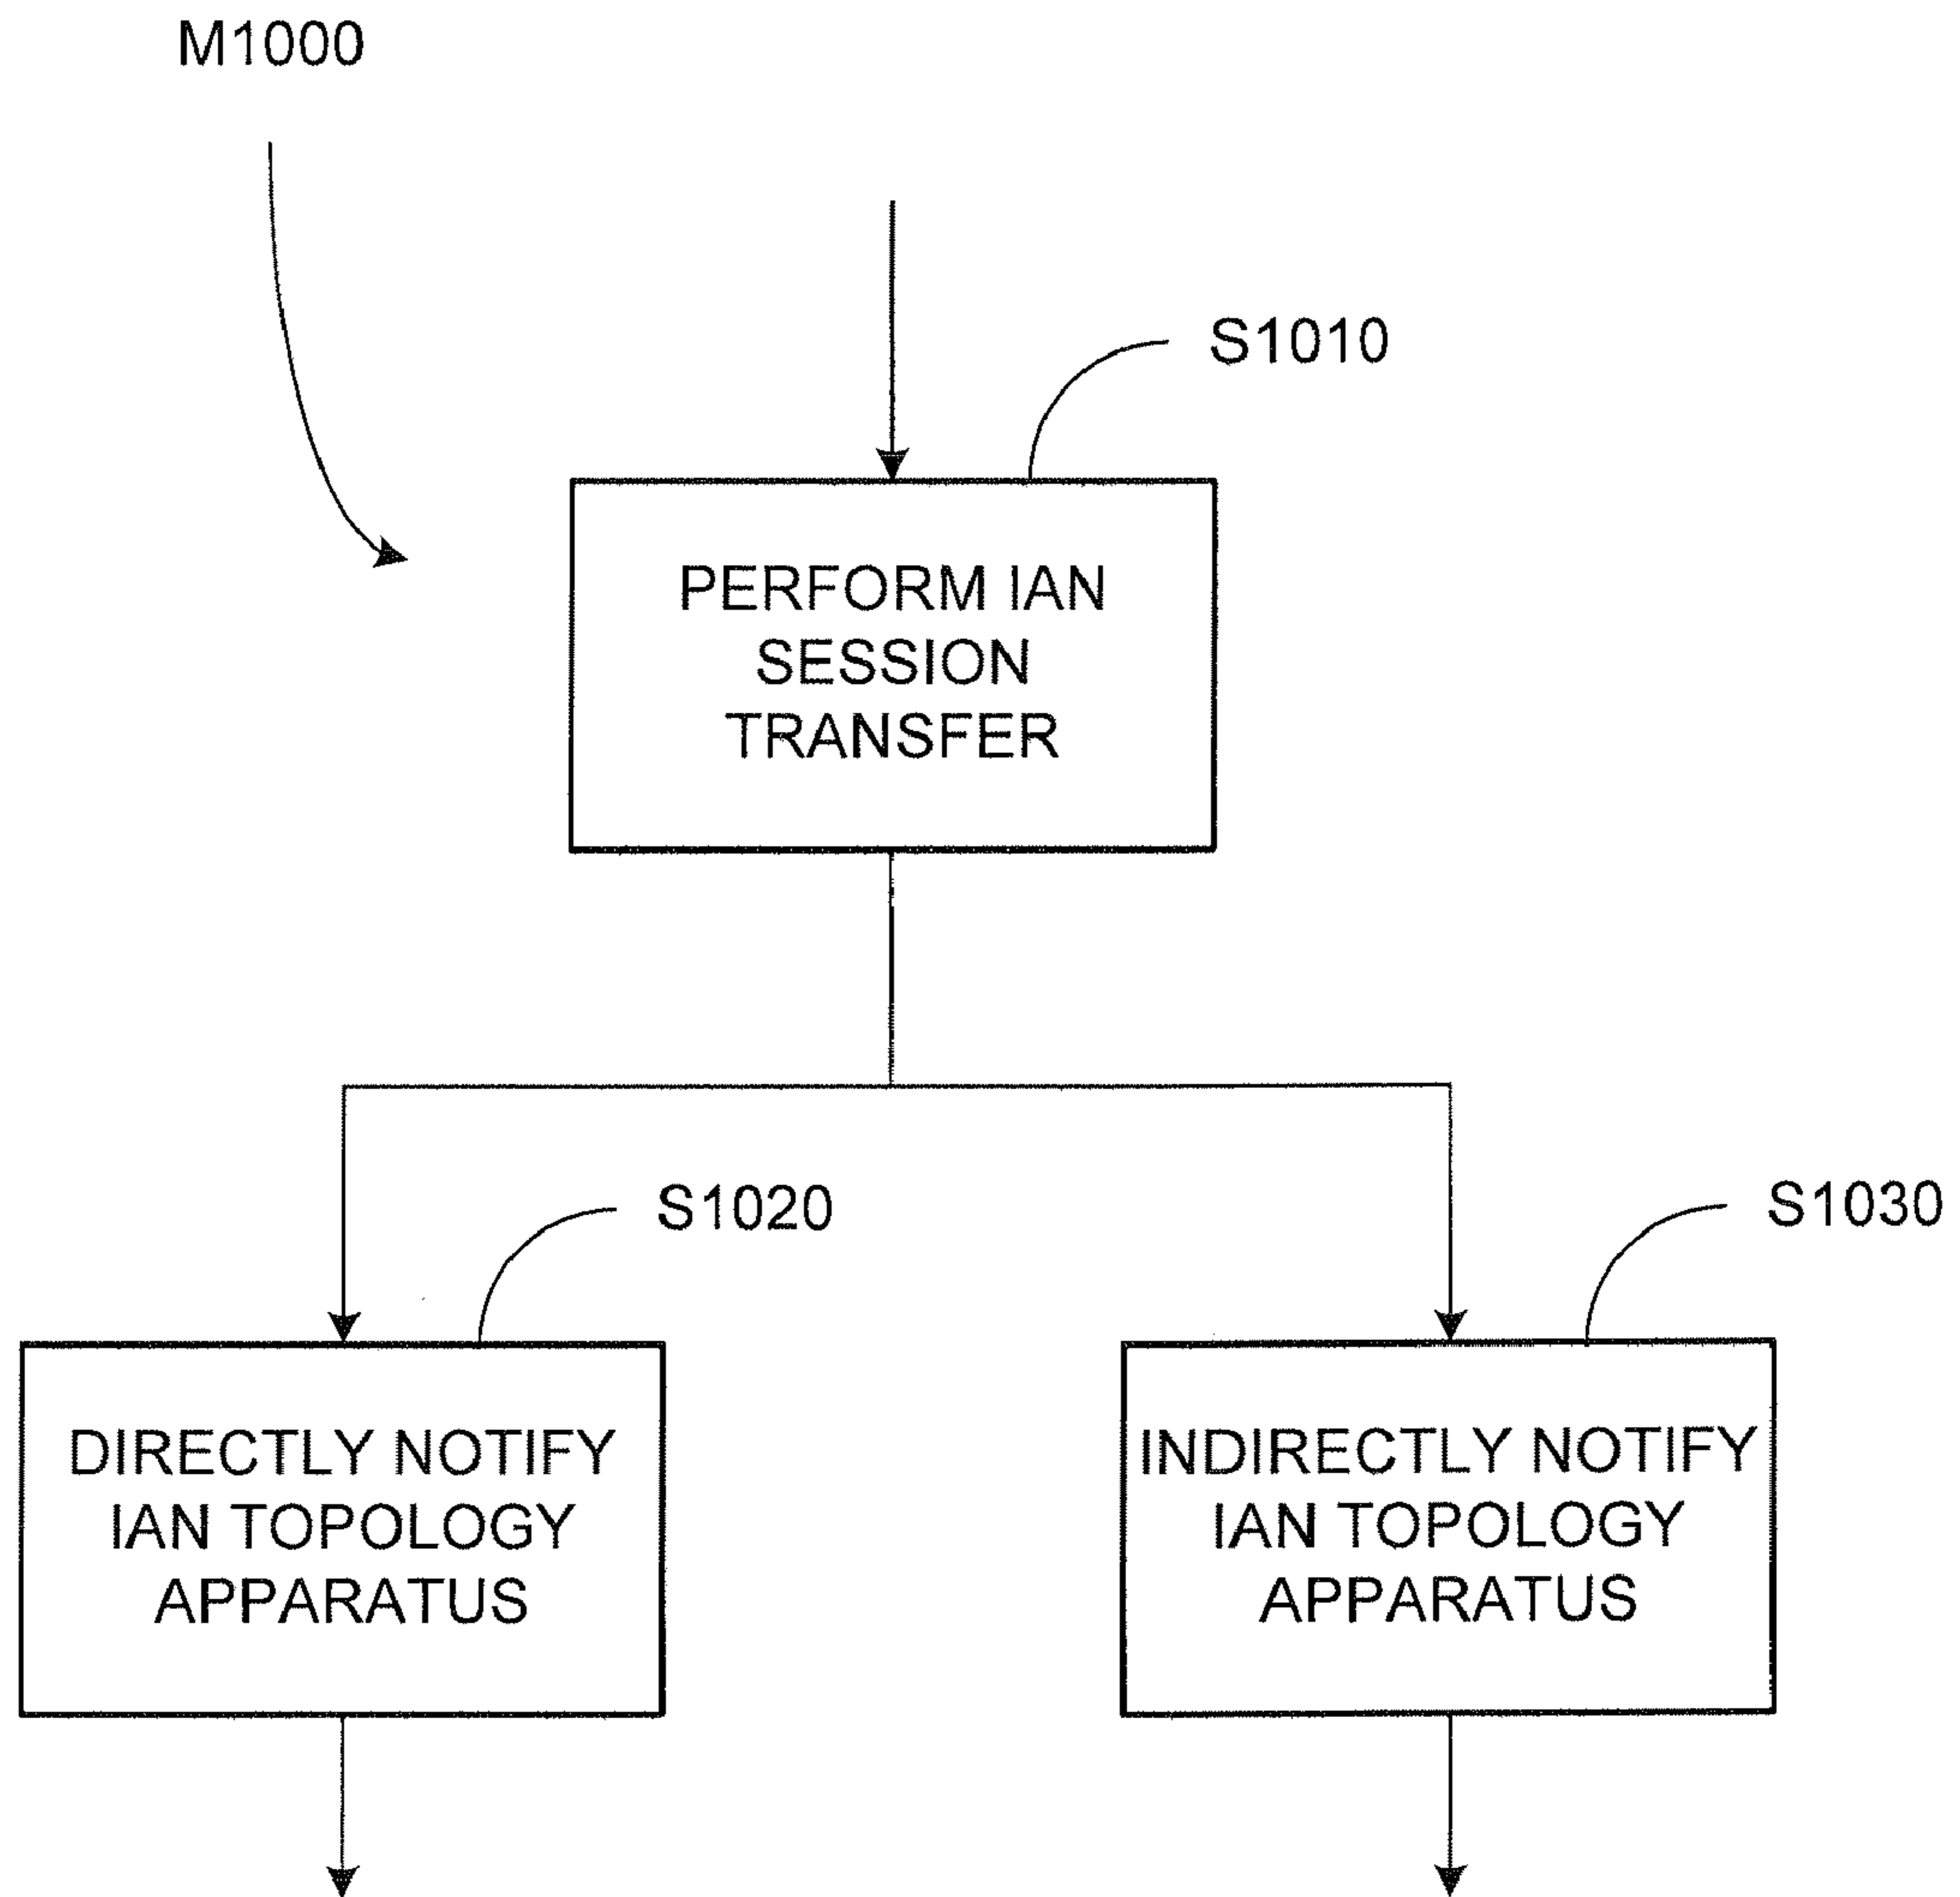 M1000
S1010
PERFORM IAN
SESSION
TRANSFER
S1020
S1030
DIRECTLY NOTIFY
IAN TOPOLOGY
APPARATUS
INDIRECTLY NOTIFY
IAN TOPOLOGY
APPARATUS